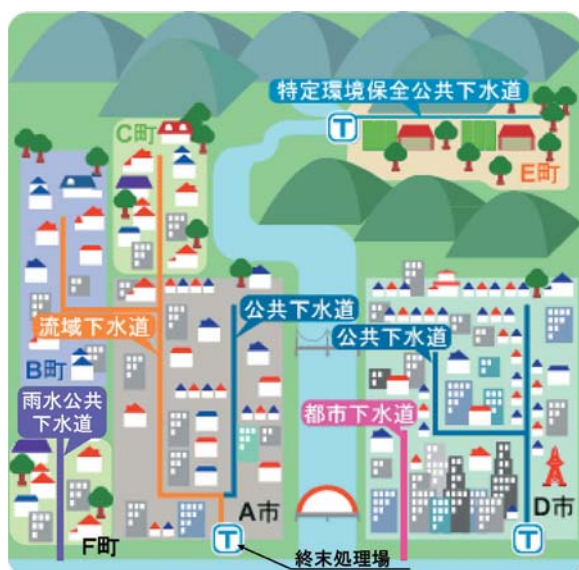 特定環境保全公共下水道
T
E町
C町
公共下水道
流域下水道
公共下水道
B町
雨水公共
下水道
都市下水道
A市
D市
F町
T
T
終末処理場